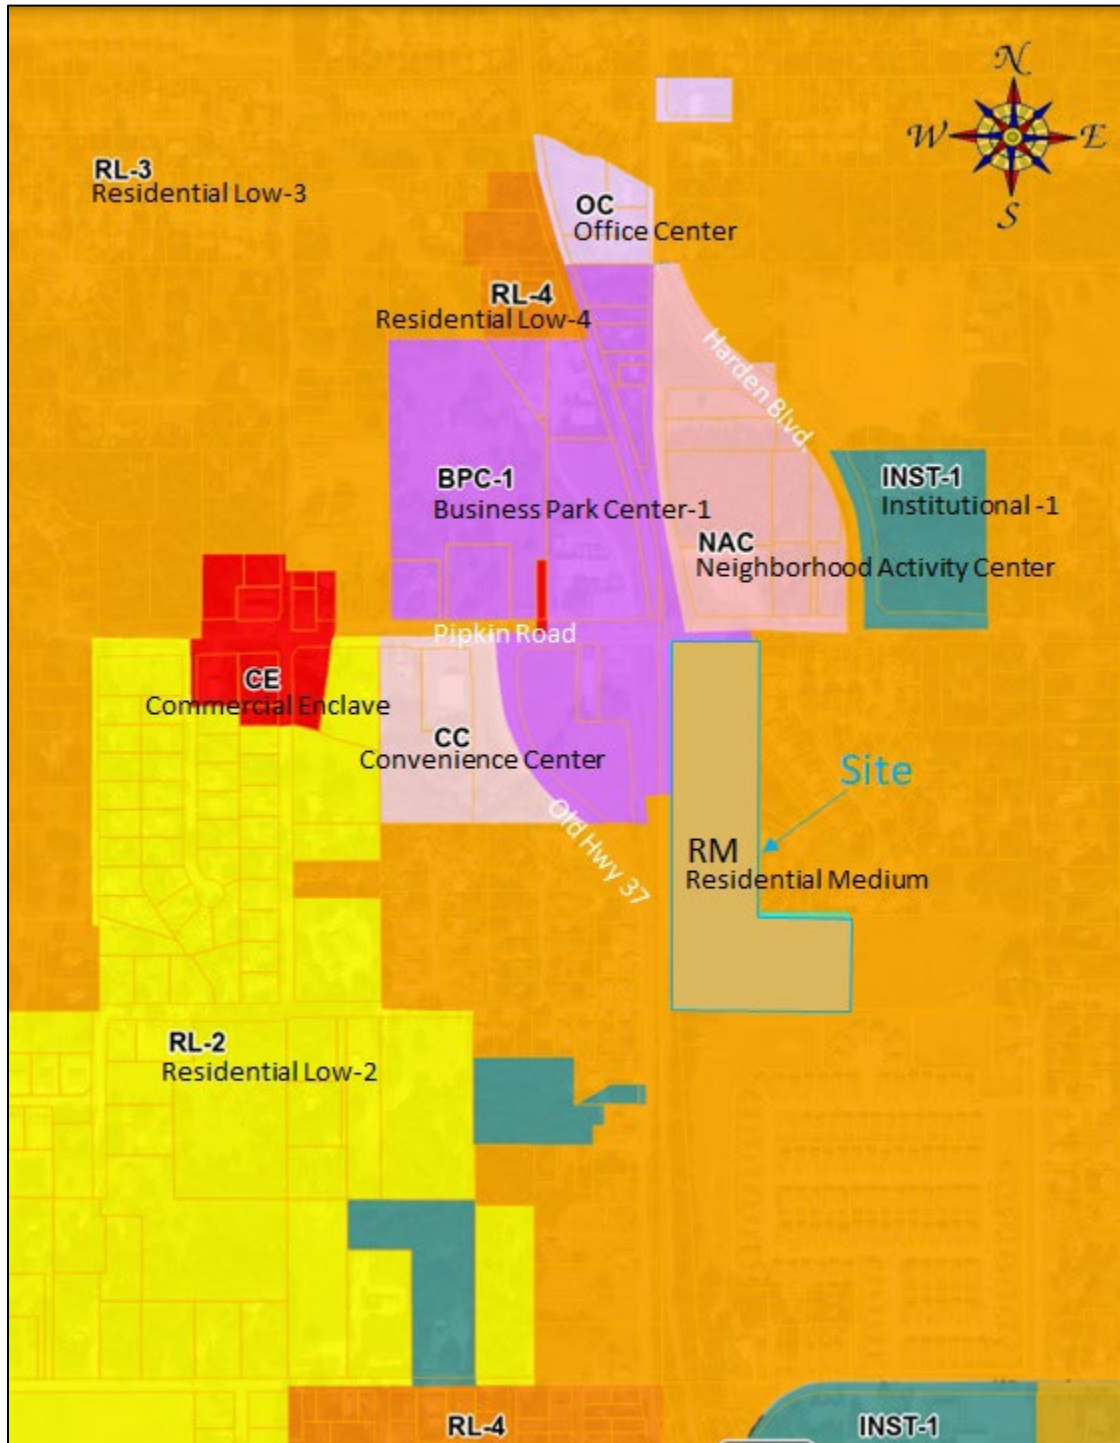 N
W E
S
RL-3
Residential Low-3
OC
Office Center
RL-4
Residential Low-4
Harden Blvd.
BPC-1
Business Park Center-1
INST-1
Institutional -1
NAC
Neighborhood Activity Center
Pipkin Road
CE
Commercial Enclave
CC
Convenience Center
Site
Old Hwy 37
RM
Residential Medium
RL-2
Residential Low-2
RL-4
INST-1